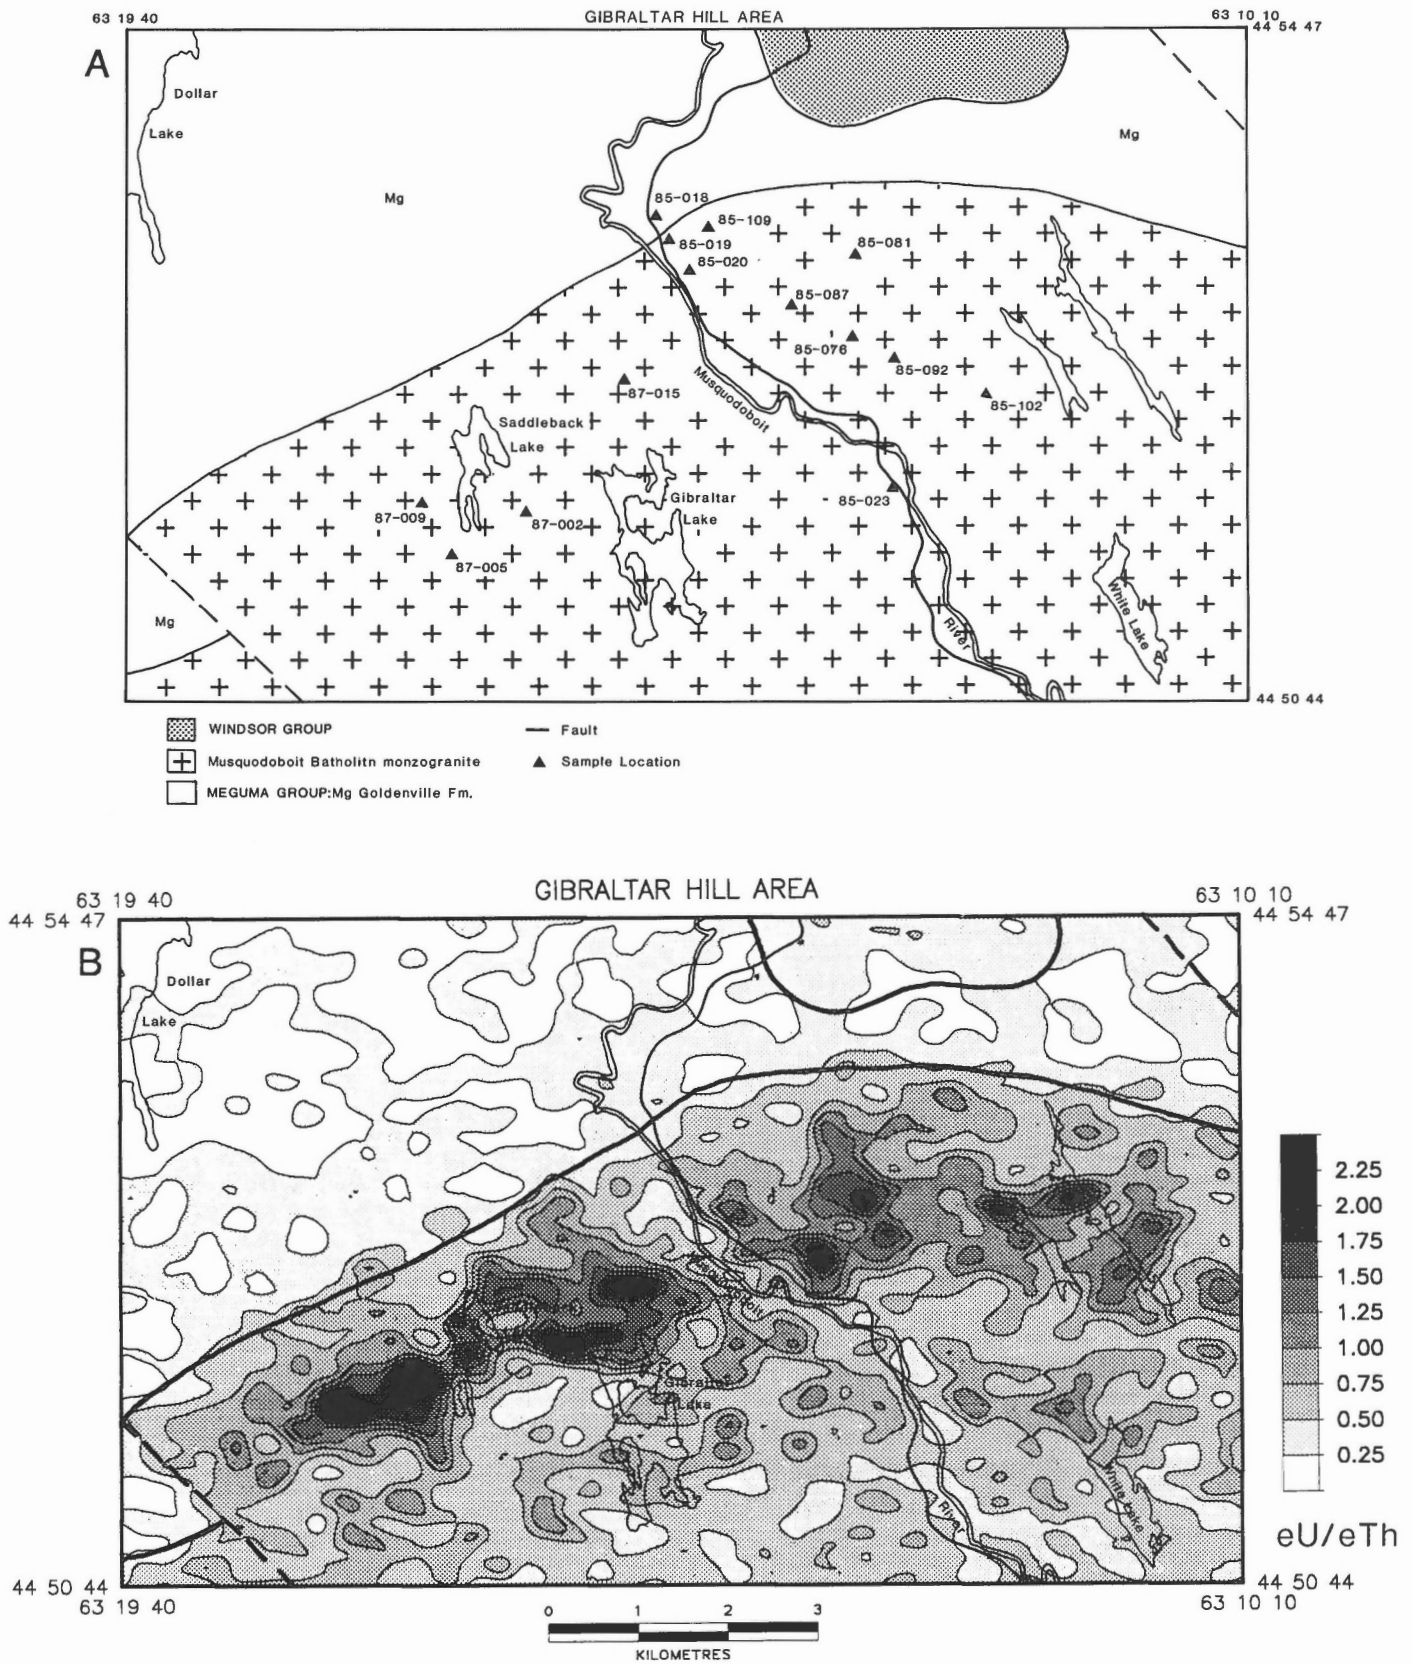 63 19 40
GIBRALTAR HILL AREA
63 10 10
44 54 47
A
Dollar
Lake
Mg
Mg
85-018
85-109
85-019
85-020
85-081
85-087
85-076
85-092
85-102
87-015
Musquodoboit
Saddleback
Lake
Gibraltar
Lake
85-023
87-009
87-002
87-005
White Lake
River
Mg
44 50 44
WINDSOR GROUP
Fault
Musquodoboit Batholitn monzogranite
Sample Location
MEGUMA GROUP:Mg Goldenville Fm.
GIBRALTAR HILL AREA
63 19 40
63 10 10
44 54 47
44 54 47
B
Dollar
Lake
Musquodoboit
Gibraltar
Lake
White Lake
River
2.25
2.00
1.75
1.50
1.25
1.00
0.75
0.50
0.25
eU/eTh
44 50 44
44 50 44
63 19 40
63 10 10
0 1 2 3
KILOMETRES